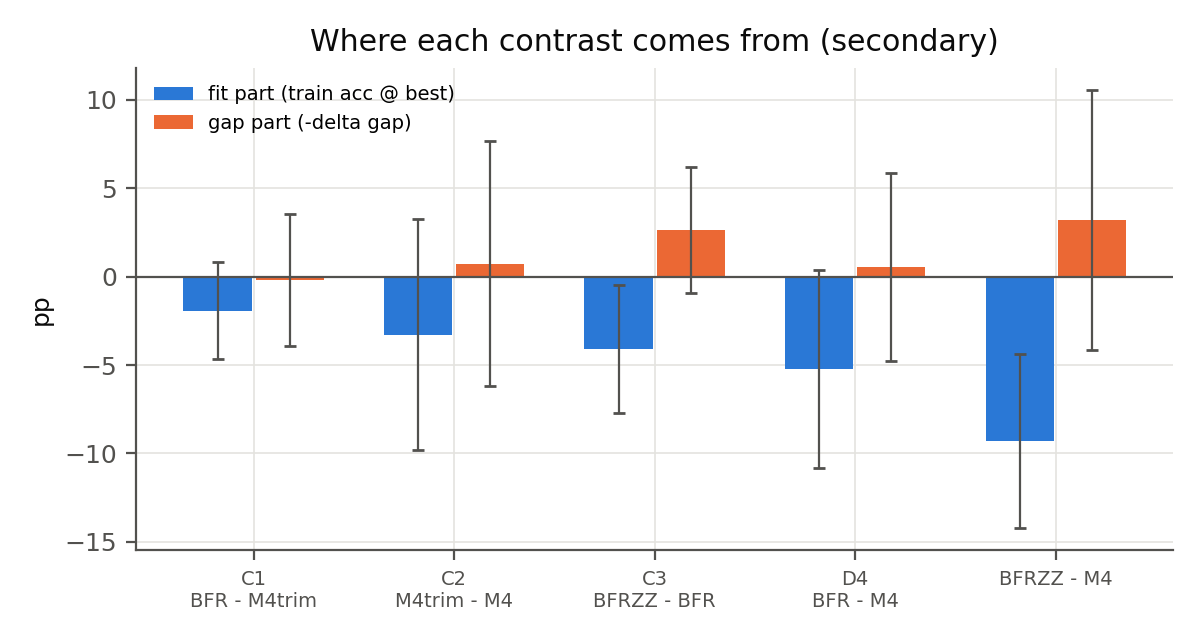 Where each contrast comes from (secondary)
fit part (train acc @ best)
gap part (-delta gap)
pp
10
5
0
−5
−10
−15
C1
BFR - M4trim
C2
M4trim - M4
C3
BFRZZ - BFR
D4
BFR - M4
BFRZZ - M4